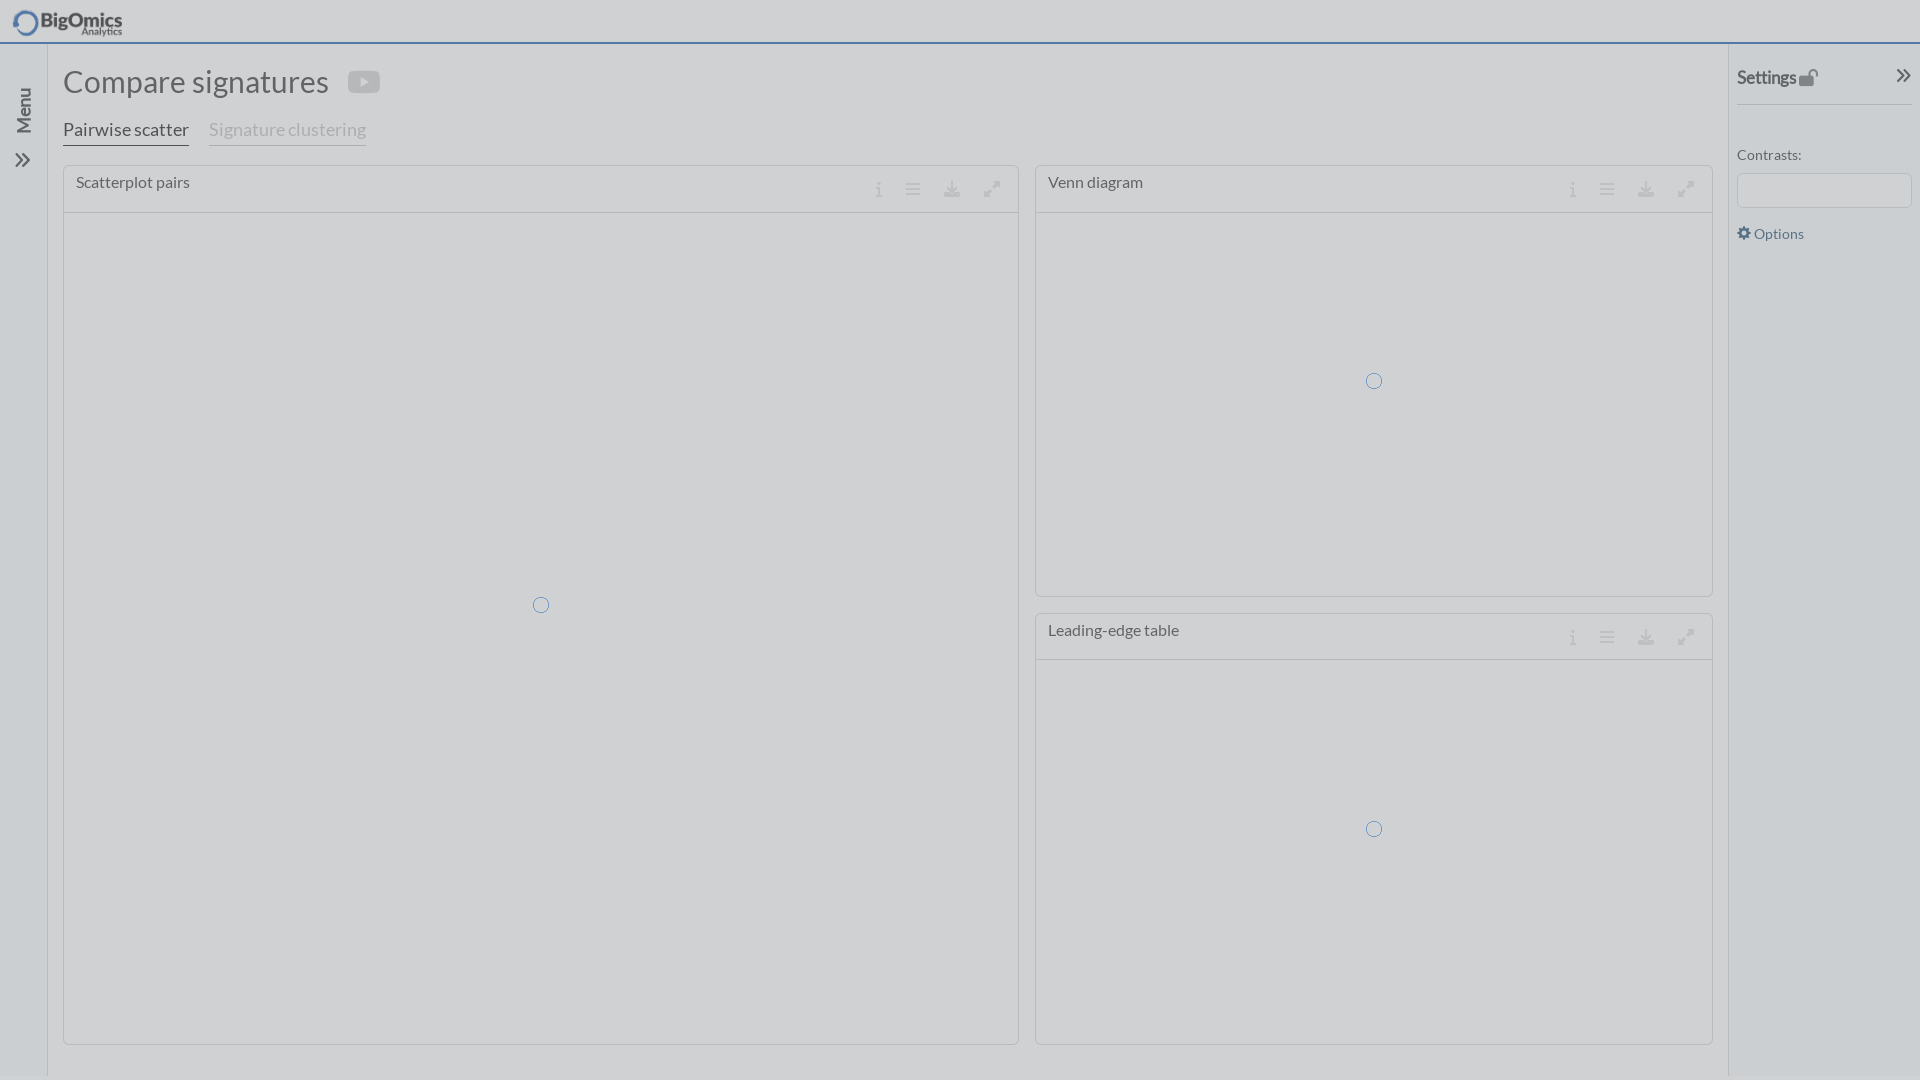 BigOmics
Analytics
Menu
Compare signatures
Pairwise scatter
Signature clustering
Scatterplot pairs
Venn diagram
Leading-edge table
Settings
Contrasts:
Options